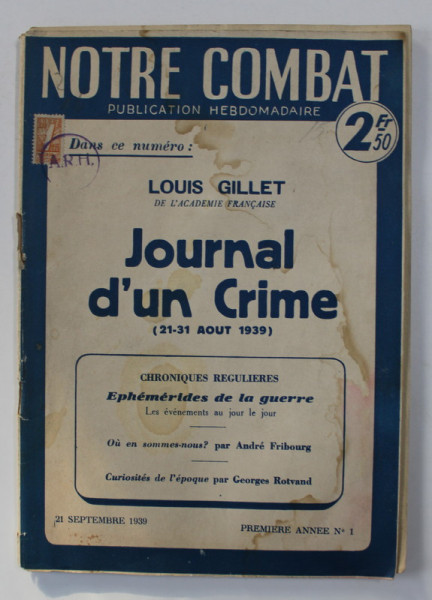 NOTRE COMBAT
PUBLICATION HEBDOMADAIRE
2 Fr 50
Dans ce numéro :
A.R.H.
LOUIS GILLET
DE L'ACADEMIE FRANÇAISE
Journal
d'un Crime
(21-31 AOUT 1939)
CHRONIQUES REGULIERES
Ephémérides de la guerre
Les événements au jour le jour
Où en sommes-nous? par André Fribourg
Curiosités de l'époque par Georges Rotvand
21 SEPTEMBRE 1939
PREMIERE ANNEE N° 1